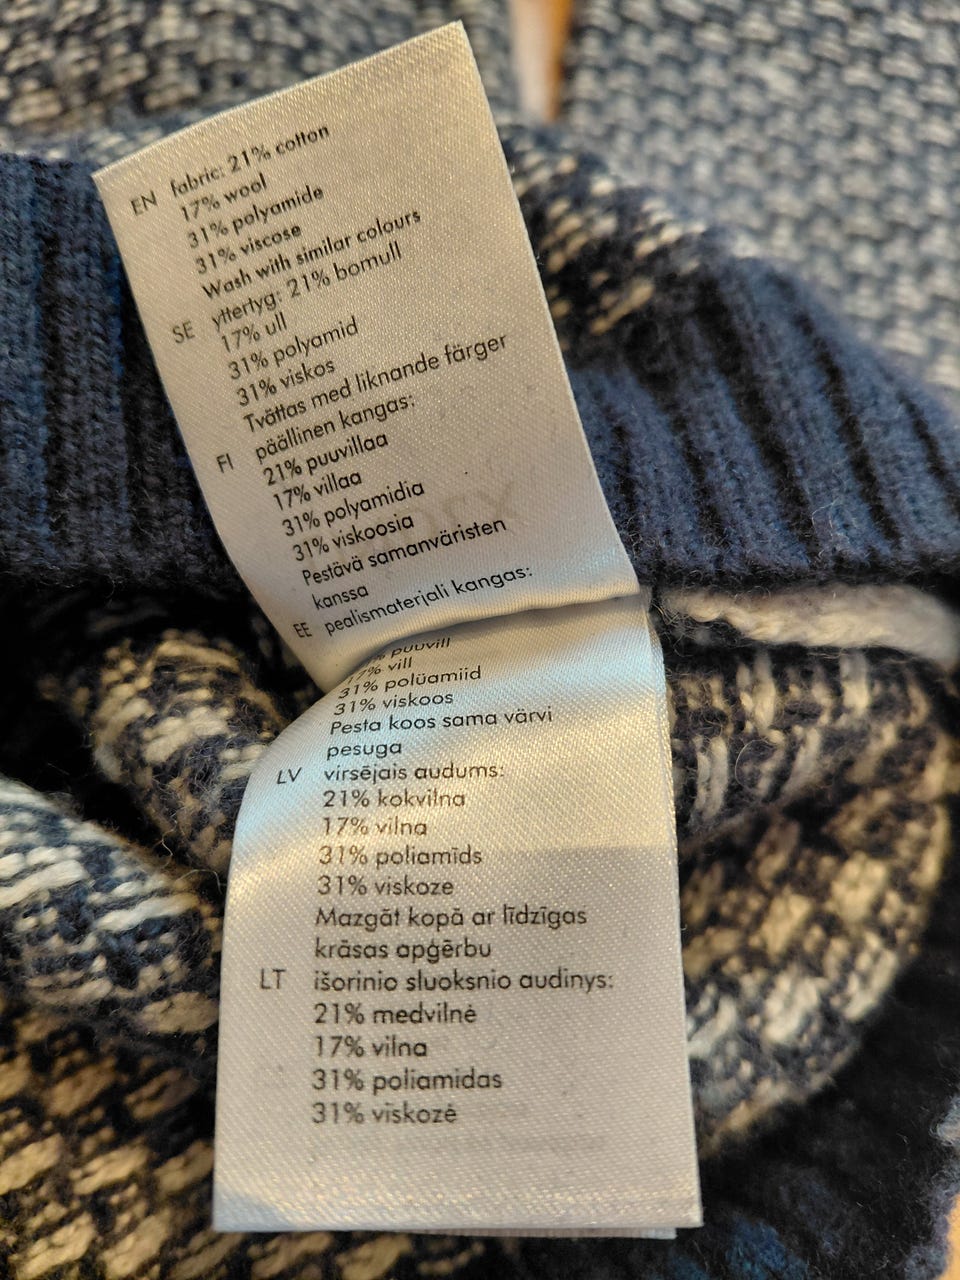 EN fabric: 21% cotton
17% wool
31% polyamide
31% viscose
Wash with similar colours
SE yttertyg: 21% bomull
17% ull
31% polyamid
31% viskos
Tvättas med liknande färger
FI päällinen kangas:
21% puuvillaa
17% villaa
31% polyamidia
31% viskoosia
Pestävä samanväristen
kanssa
EE pealismaterjali kangas:
puuvill
17% vill
31% polüamiid
31% viskoos
Pesta koos sama värvi
pesuga
LV virsējais audums:
21% kokvilna
17% vilna
31% poliamīds
31% viskoze
Mazgāt kopā ar līdzīgas
krāsas apģērbu
LT išorinio sluoksnio audinys:
21% medvilnė
17% vilna
31% poliamidas
31% viskozė